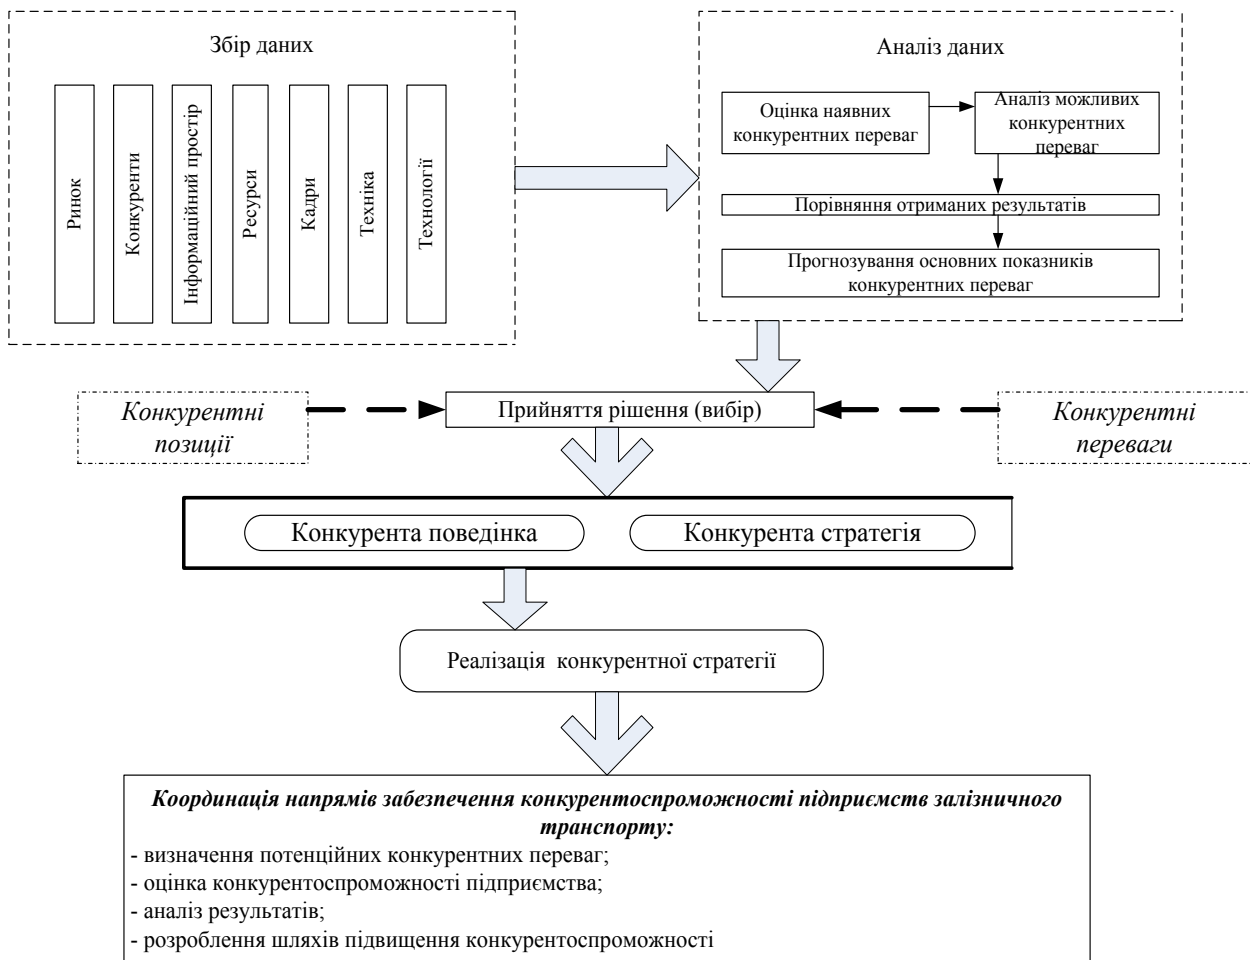 Збір даних
Ринок
Конкуренти
Інформаційний простір
Ресурси
Кадри
Техніка
Технології
Аналіз даних
Оцінка наявних
конкурентних переваг
Аналіз можливих
конкурентних
переваг
Порівняння отриманих результатів
Прогнозування основних показників
конкурентних переваг
Конкурентні
позиції
Прийняття рішення (вибір)
Конкурентні
переваги
Конкурента поведінка
Конкурента стратегія
Реалізація конкурентної стратегії
Координація напрямів забезпечення конкурентоспроможності підприємств залізничного
транспорту:
- визначення потенційних конкурентних переваг;
- оцінка конкурентоспроможності підприємства;
- аналіз результатів;
- розроблення шляхів підвищення конкурентоспроможності